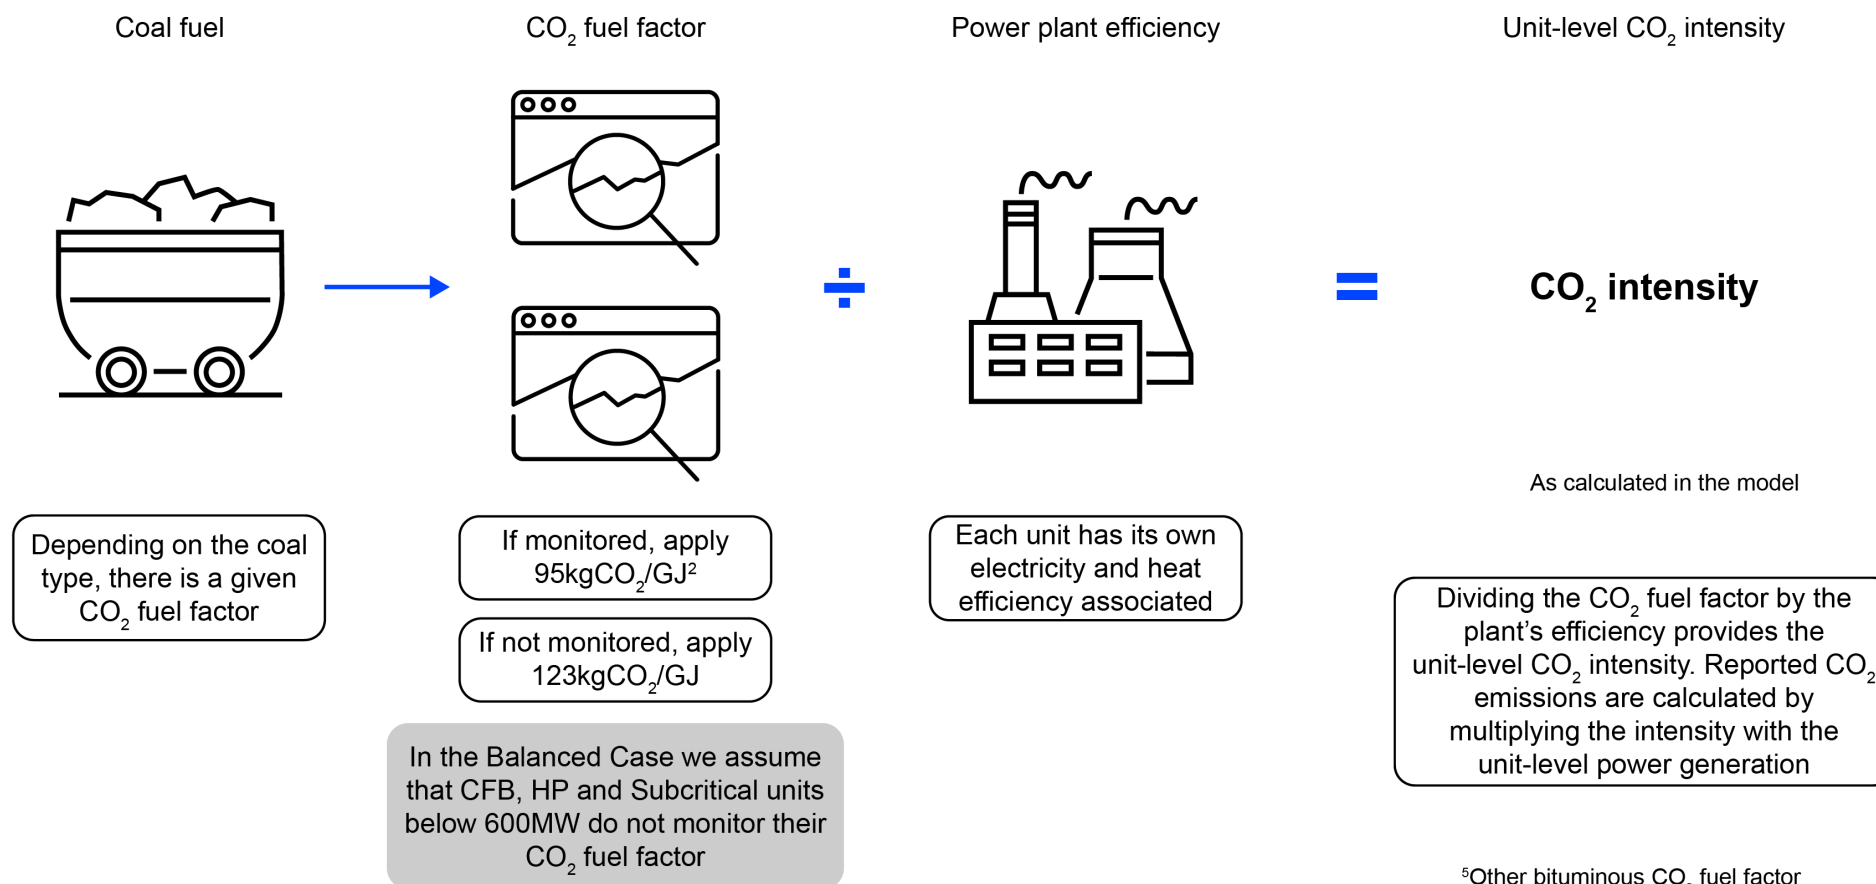 Coal fuel
CO₂ fuel factor
Power plant efficiency
Unit-level CO₂ intensity
CO₂ intensity
As calculated in the model
Depending on the coal
type, there is a given
CO₂ fuel factor
If monitored, apply
95kgCO₂/GJ²
If not monitored, apply
123kgCO₂/GJ
In the Balanced Case we assume
that CFB, HP and Subcritical units
below 600MW do not monitor their
CO₂ fuel factor
Each unit has its own
electricity and heat
efficiency associated
Dividing the CO₂ fuel factor by the
plant’s efficiency provides the
unit-level CO₂ intensity. Reported CO₂
emissions are calculated by
multiplying the intensity with the
unit-level power generation
⁵Other bituminous CO₂ fuel factor